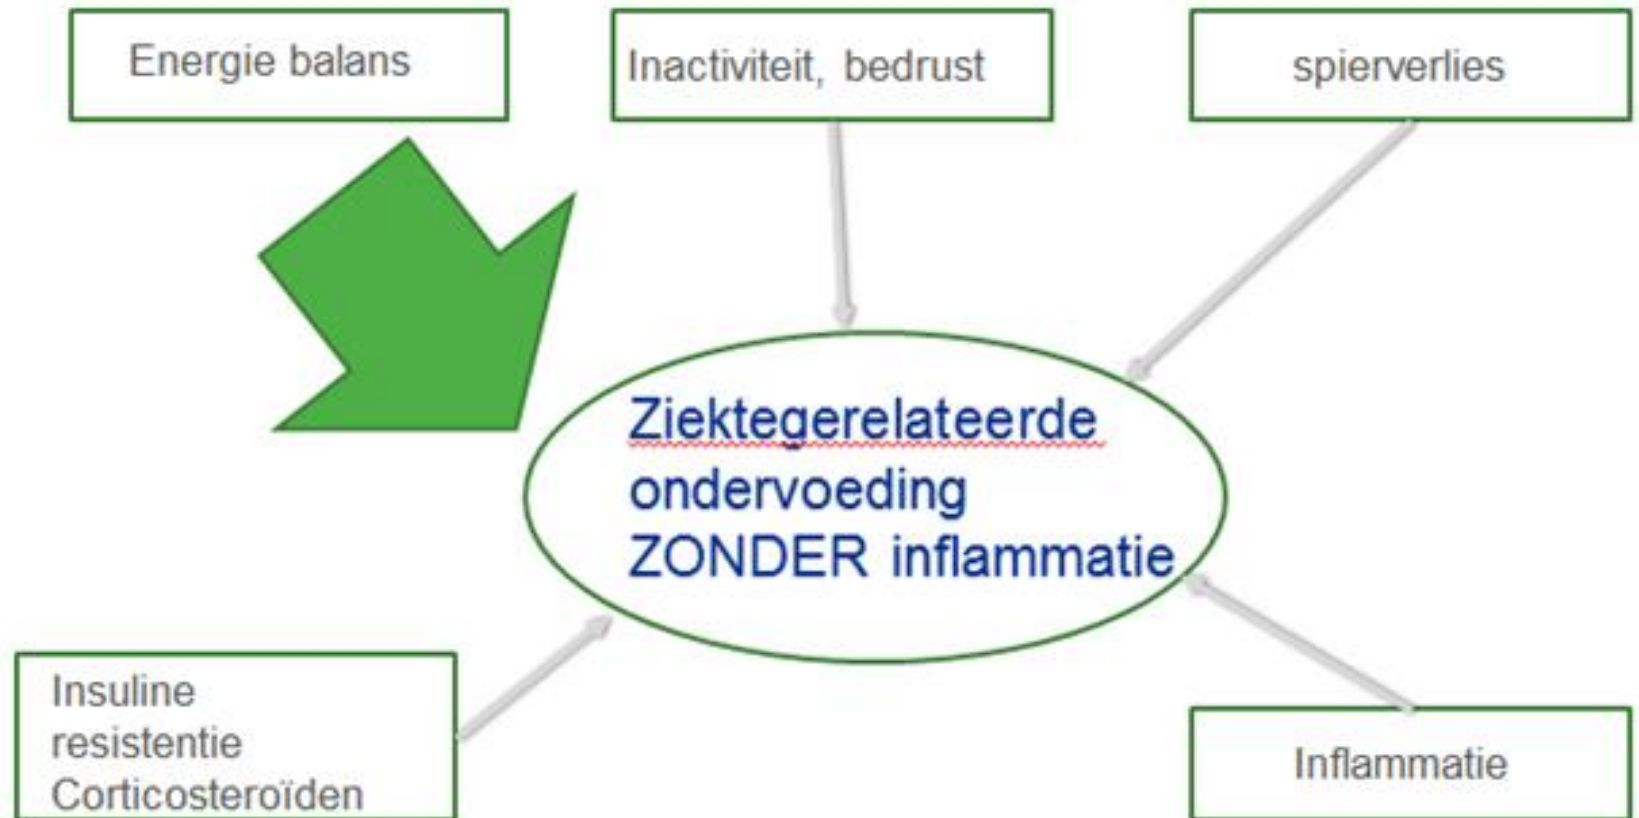 Energie balans
Inactiviteit, bedrust
spierverlies
Ziektegerelateerde
ondervoeding
ZONDER inflammatie
Insuline
resistentie
Corticosteroïden
Inflammatie